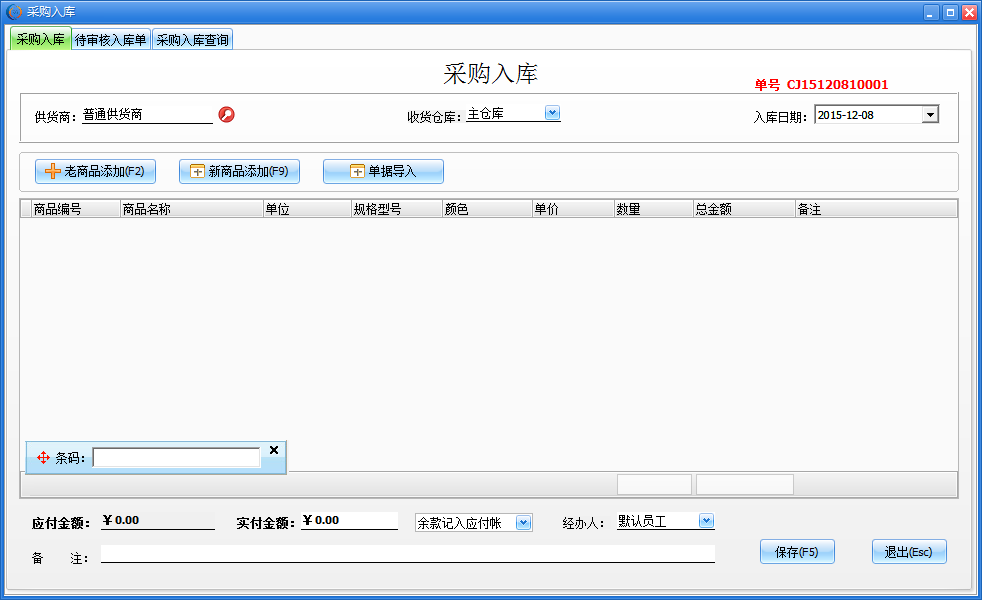 采购入库
采购入库 待审核入库单 采购入库查询
采购入库
单号 CJ15120810001
供货商： 普通供货商 收货仓库： 主仓库 入库日期： 2015-12-08
老商品添加(F2) 新商品添加(F9) 单据导入
商品编号 商品名称 单位 规格型号 颜色 单价 数量 总金额 备注
条码：
应付金额： ￥0.00 实付金额： ￥0.00 余款记入应付帐 经办人： 默认员工
备 注： 保存(F5) 退出(Esc)